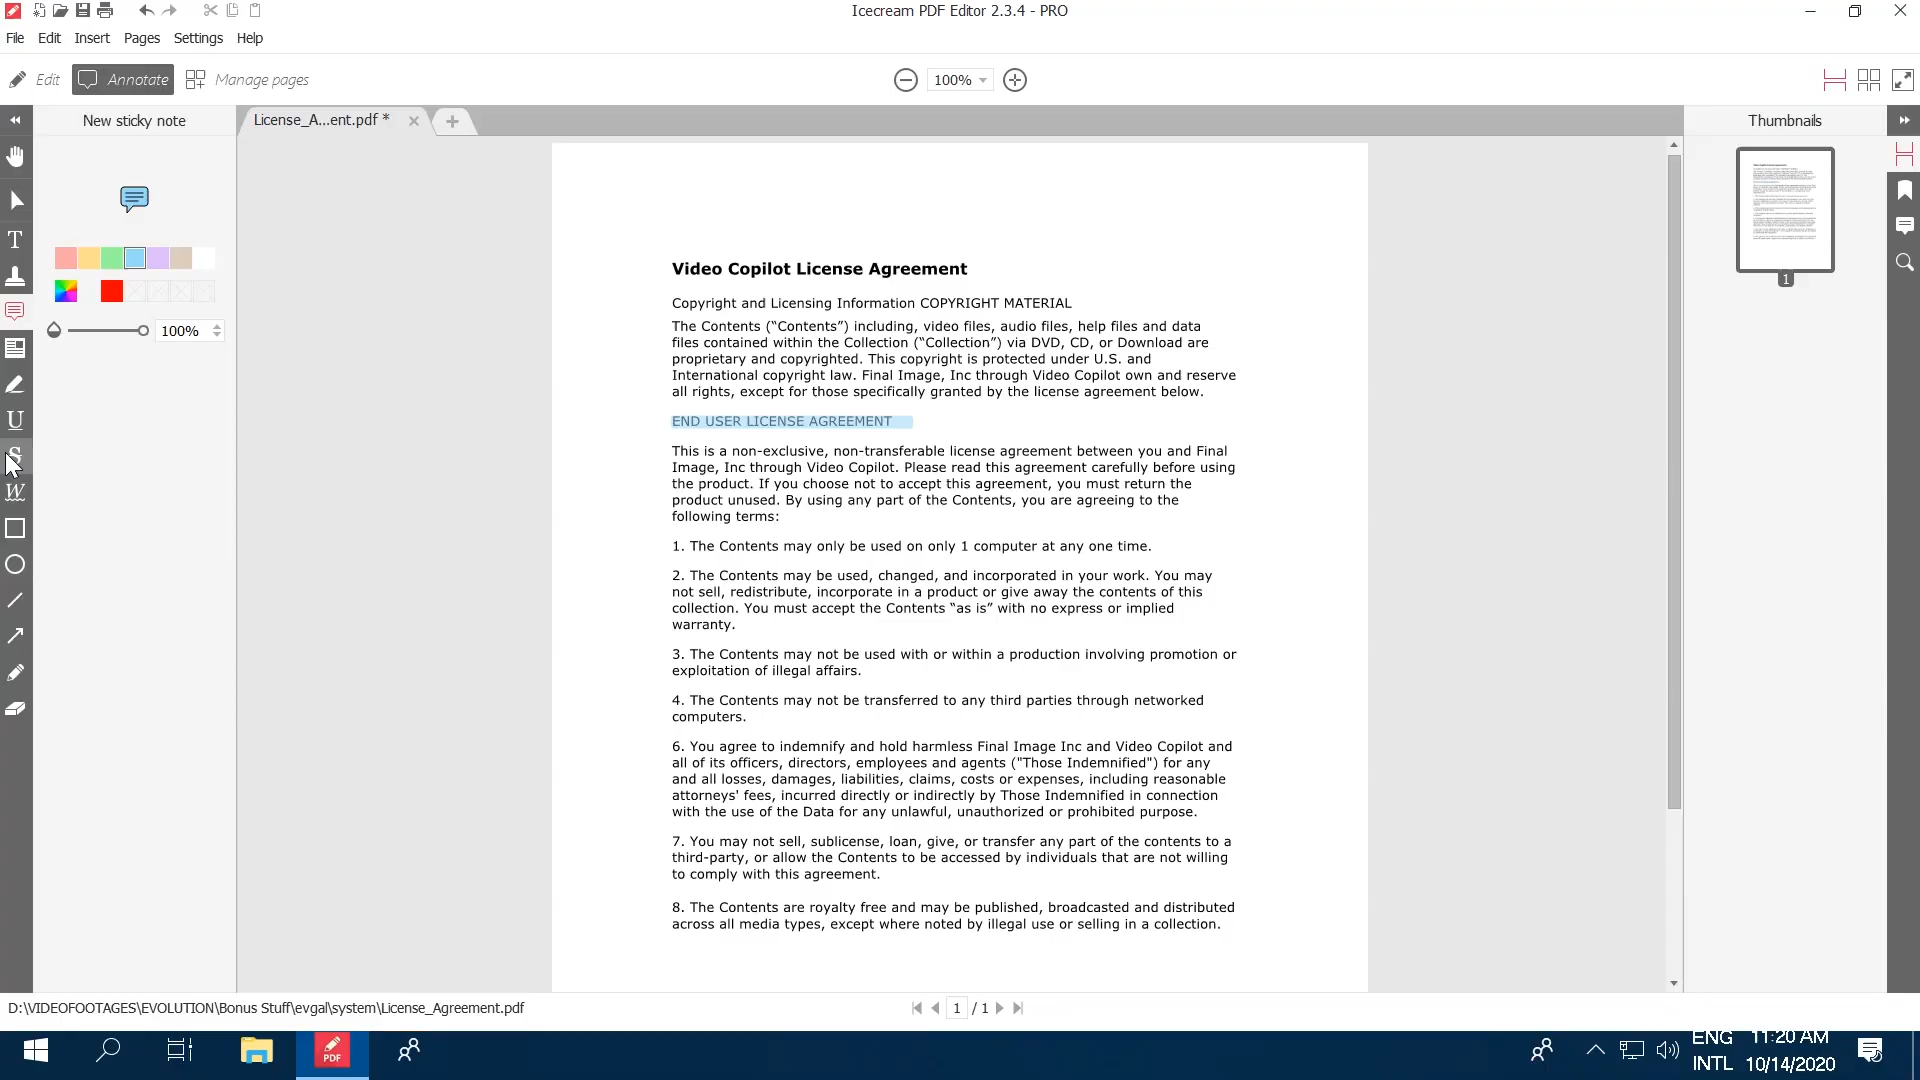 Icecream PDF Editor 2.3.4 - PRO
File Edit Insert Pages Settings Help
Edit Annotate Manage pages 100%
New sticky note License_A...ent.pdf * Thumbnails
100%
1
Video Copilot License Agreement
Copyright and Licensing Information COPYRIGHT MATERIAL
The Contents (“Contents”) including, video files, audio files, help files and data
files contained within the Collection (“Collection”) via DVD, CD, or Download are
proprietary and copyrighted. This copyright is protected under U.S. and
International copyright law. Final Image, Inc through Video Copilot own and reserve
all rights, except for those specifically granted by the license agreement below.
END USER LICENSE AGREEMENT
This is a non-exclusive, non-transferable license agreement between you and Final
Image, Inc through Video Copilot. Please read this agreement carefully before using
the product. If you choose not to accept this agreement, you must return the
product unused. By using any part of the Contents, you are agreeing to the
following terms:
1. The Contents may only be used on only 1 computer at any one time.
2. The Contents may be used, changed, and incorporated in your work. You may
not sell, redistribute, incorporate in a product or give away the contents of this
collection. You must accept the Contents “as is” with no express or implied
warranty.
3. The Contents may not be used with or within a production involving promotion or
exploitation of illegal affairs.
4. The Contents may not be transferred to any third parties through networked
computers.
6. You agree to indemnify and hold harmless Final Image Inc and Video Copilot and
all of its officers, directors, employees and agents ("Those Indemnified") for any
and all losses, damages, liabilities, claims, costs or expenses, including reasonable
attorneys' fees, incurred directly or indirectly by Those Indemnified in connection
with the use of the Data for any unlawful, unauthorized or prohibited purpose.
7. You may not sell, sublicense, loan, give, or transfer any part of the contents to a
third-party, or allow the Contents to be accessed by individuals that are not willing
to comply with this agreement.
8. The Contents are royalty free and may be published, broadcasted and distributed
across all media types, except where noted by illegal use or selling in a collection.
D:\VIDEOFOOTAGES\EVOLUTION\Bonus Stuff\evgal\system\License_Agreement.pdf 1 / 1
PDF
ENG 11:20 AM
INTL 10/14/2020